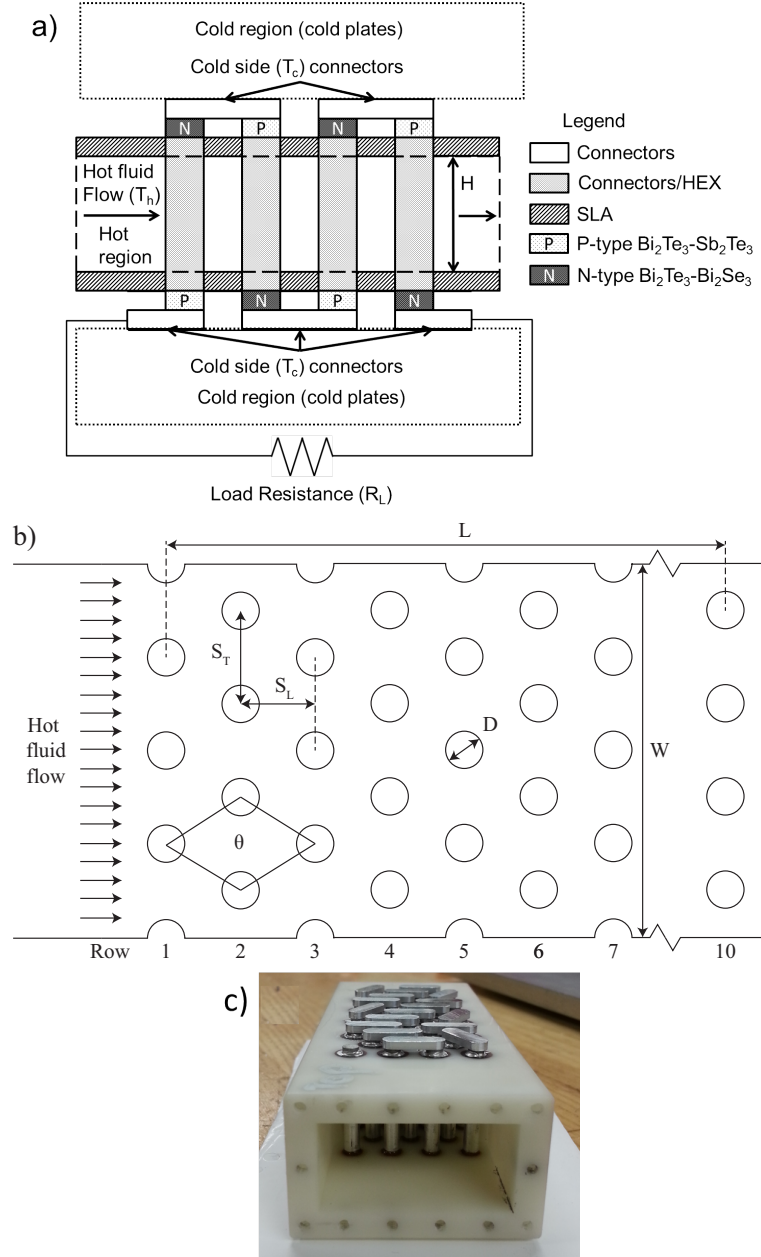 a)
Cold region (cold plates)
Cold side (Tc) connectors
N
P
N
P
Hot fluid
Flow (Th)
Hot
region
H
P
N
P
N
Cold side (Tc) connectors
Cold region (cold plates)
Load Resistance (RL)
Legend
Connectors
Connectors/HEX
SLA
P P-type Bi2Te3-Sb2Te3
N N-type Bi2Te3-Bi2Se3
b)
L
ST
SL
D
W
Hot
fluid
flow
θ
Row 1 2 3 4 5 6 7 10
c)